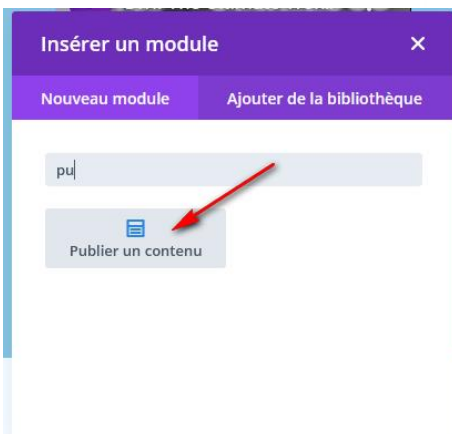 Insérer un module
Nouveau module
Ajouter de la bibliothèque
pu
Publier un contenu